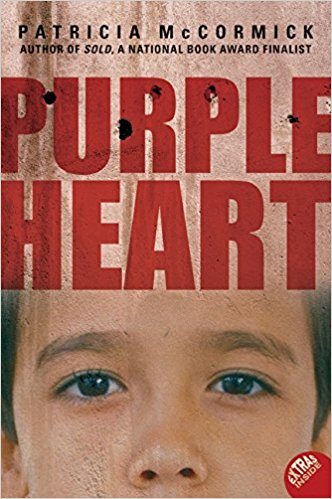 PATRICIA McCORMICK
AUTHOR OF SOLD, A NATIONAL BOOK AWARD FINALIST
PURPLE
HEART
EXTRAS
INSIDE